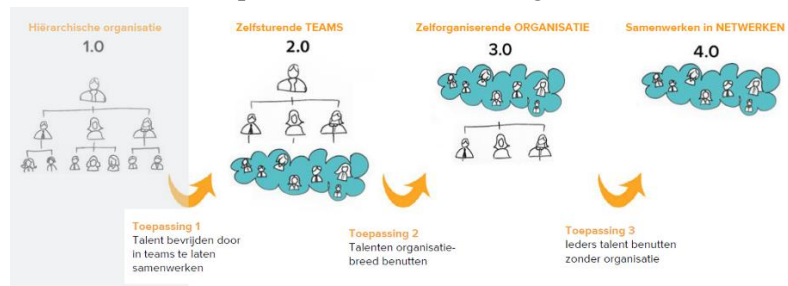 Hiërarchische organisatie
1.0
Zelfsturende TEAMS
2.0
Zelforganiserende ORGANISATIE
3.0
Samenwerken in NETWERKEN
4.0
Toepassing 1
Talent bevrijden door
in teams te laten
samenwerken
Toepassing 2
Talenten organisatie-
breed benutten
Toepassing 3
Ieders talent benutten
zonder organisatie